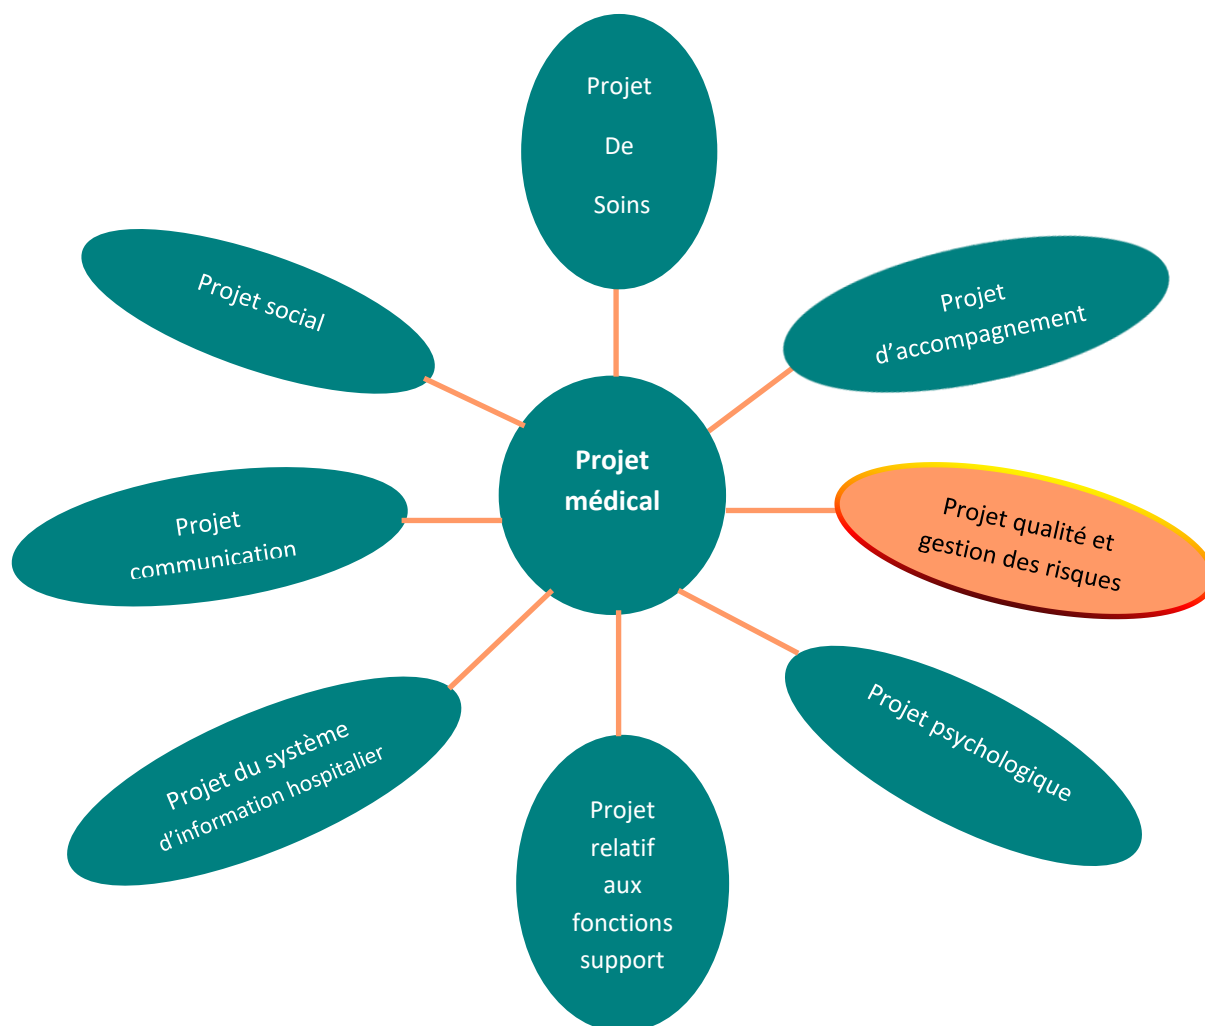 Projet
De
Soins
Projet social
Projet
d’accompagnement
Projet
médical
Projet qualité et
gestion des risques
Projet
communication
Projet du système
d’information hospitalier
Projet psychologique
Projet
relatif
aux
fonctions
support